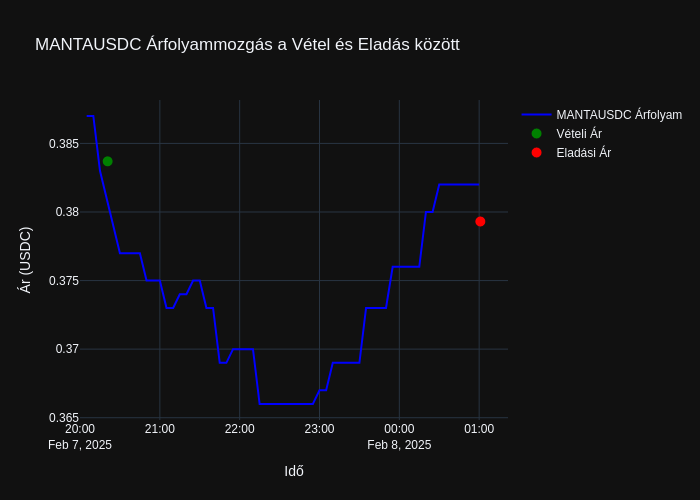 MANTAUSDC Árfolyammozgás a Vétel és Eladás között
MANTAUSDC Árfolyam
Vételi Ár
Eladási Ár
Ár (USDC)
0.385
0.38
0.375
0.37
0.365
20:00 21:00 22:00 23:00 00:00 01:00
Feb 7, 2025 Feb 8, 2025
Idő